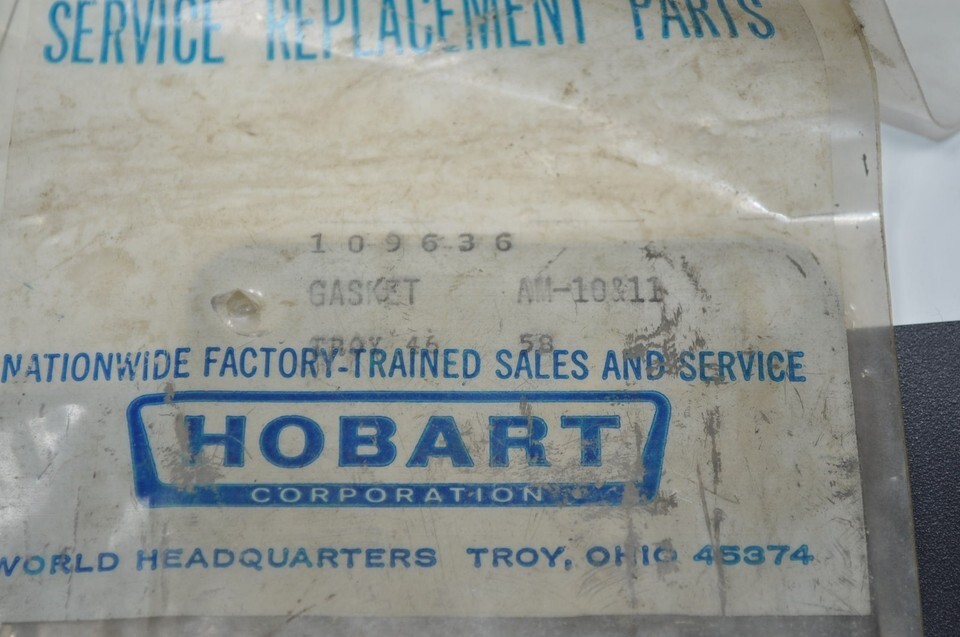 SERVICE REPLACEMENT PARTS
109636
GASKET AM-10&11
TROY 46 58
NATIONWIDE FACTORY-TRAINED SALES AND SERVICE
HOBART
CORPORATION
WORLD HEADQUARTERS TROY, OHIO 45374